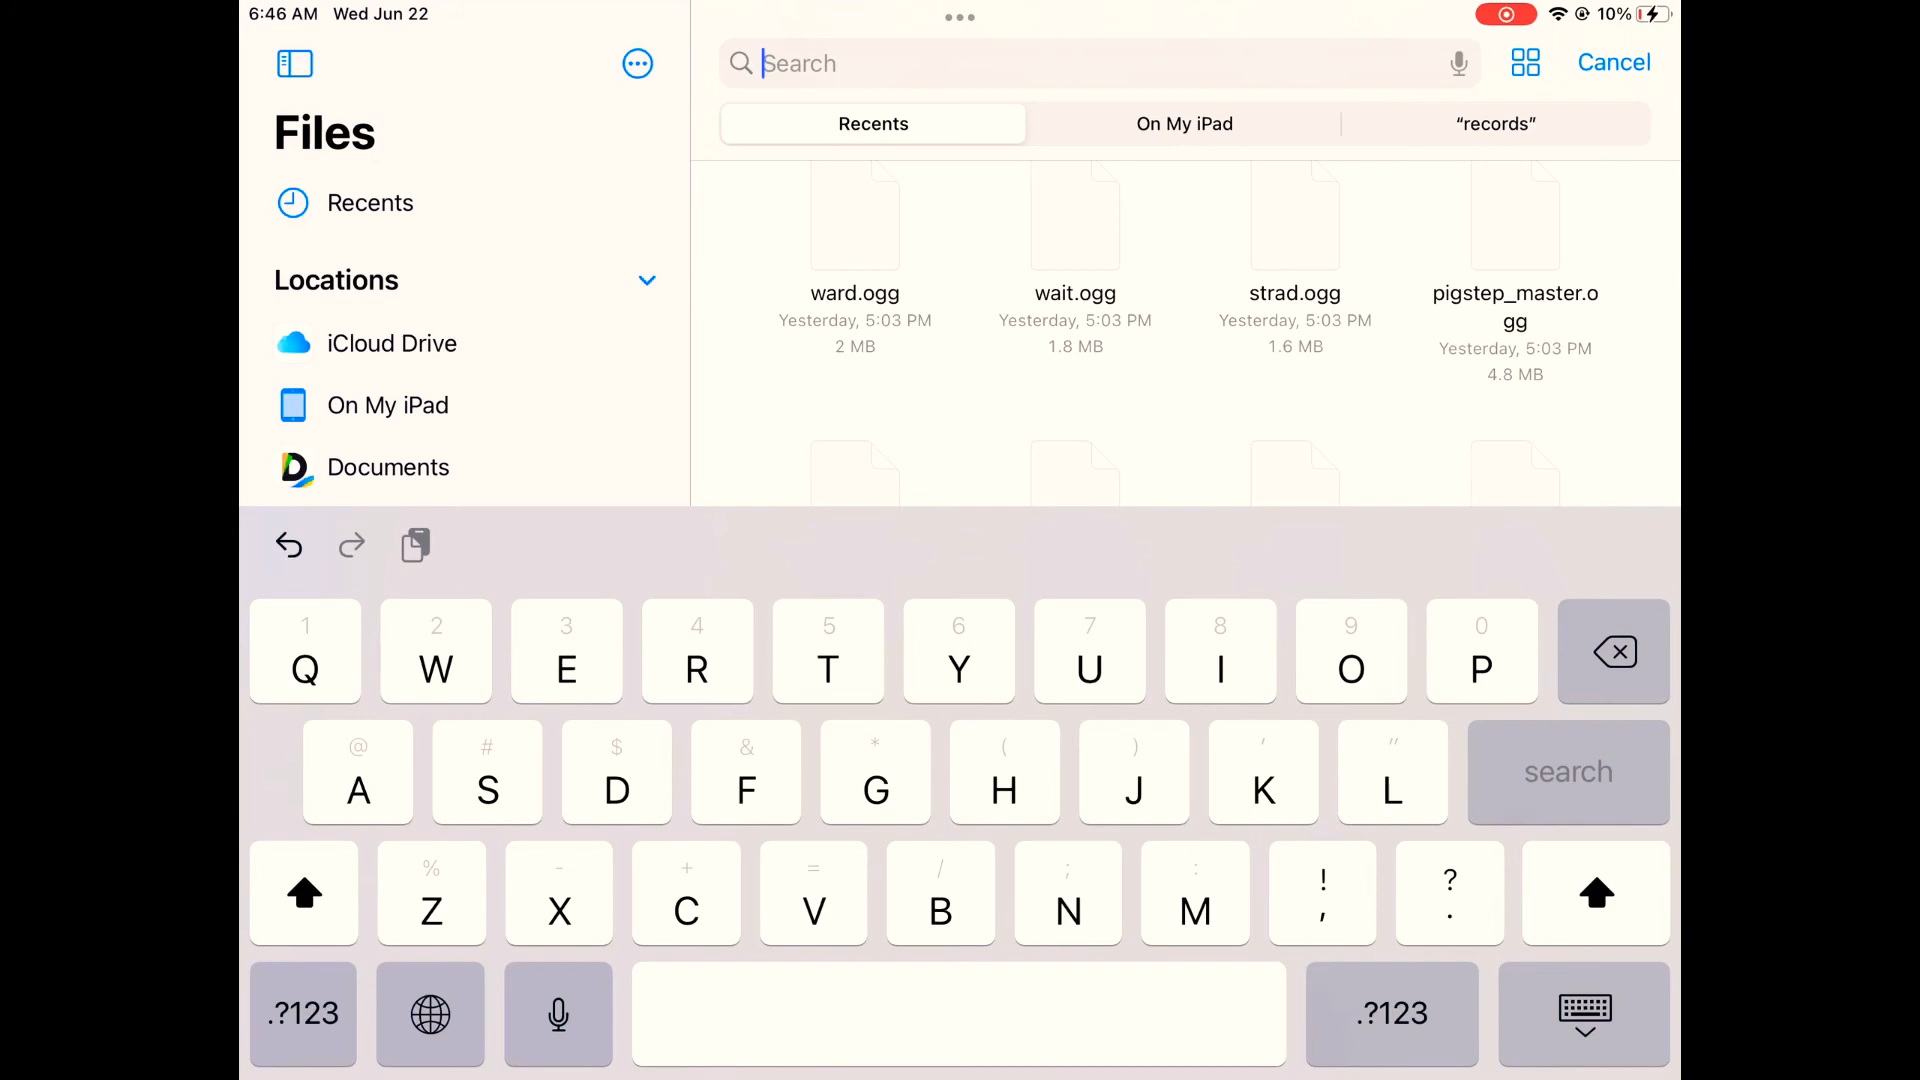 6:46 AM Wed Jun 22
10%
Search
Cancel
Recents
On My iPad
“records”
Files
Recents
Locations
iCloud Drive
On My iPad
Documents
ward.ogg
Yesterday, 5:03 PM
2 MB
wait.ogg
Yesterday, 5:03 PM
1.8 MB
strad.ogg
Yesterday, 5:03 PM
1.6 MB
pigstep_master.o
gg
Yesterday, 5:03 PM
4.8 MB
1 2 3 4 5 6 7 8 9 0
Q W E R T Y U I O P
@ # $ & * ( ) ' "
A S D F G H J K L search
% - + = / ; : ! ?
Z X C V B N M , .
.?123 .?123